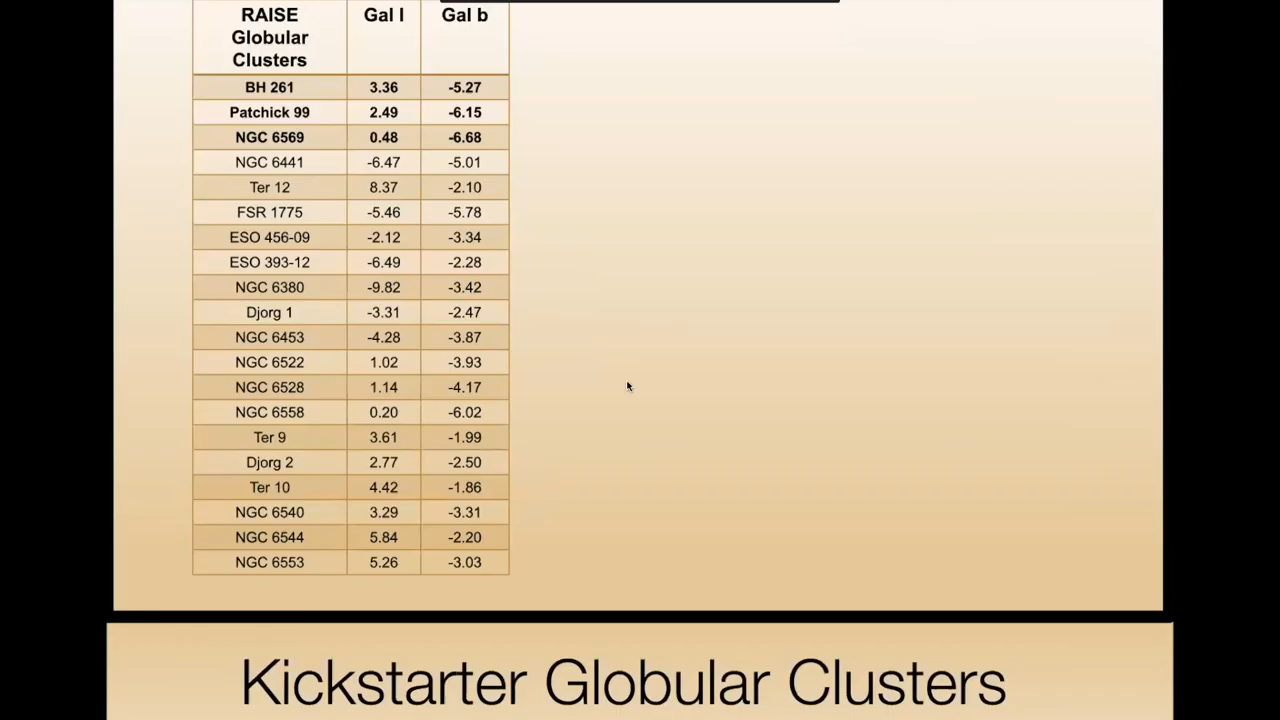 RAISE Globular Clusters Gal l Gal b
BH 261 3.36 -5.27
Patchick 99 2.49 -6.15
NGC 6569 0.48 -6.68
NGC 6441 -6.47 -5.01
Ter 12 8.37 -2.10
FSR 1775 -5.46 -5.78
ESO 456-09 -2.12 -3.34
ESO 393-12 -6.49 -2.28
NGC 6380 -9.82 -3.42
Djorg 1 -3.31 -2.47
NGC 6453 -4.28 -3.87
NGC 6522 1.02 -3.93
NGC 6528 1.14 -4.17
NGC 6558 0.20 -6.02
Ter 9 3.61 -1.99
Djorg 2 2.77 -2.50
Ter 10 4.42 -1.86
NGC 6540 3.29 -3.31
NGC 6544 5.84 -2.20
NGC 6553 5.26 -3.03
Kickstarter Globular Clusters